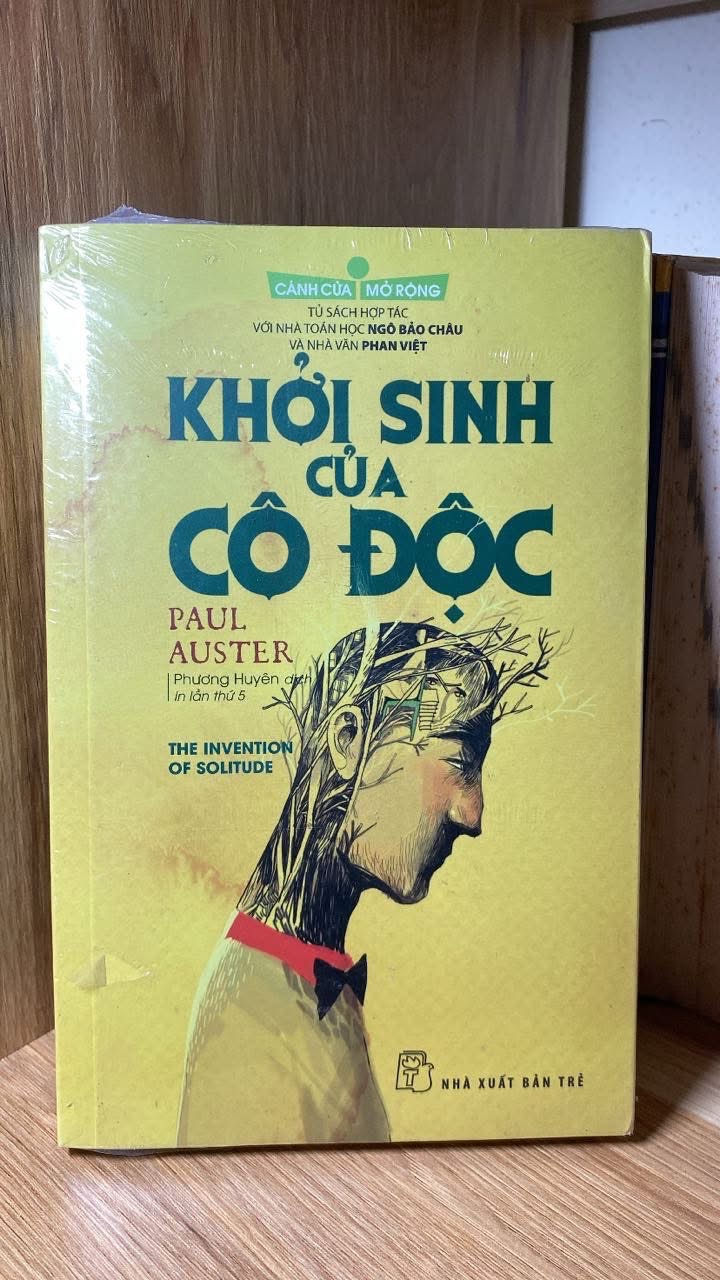 CÁNH CỬA MỞ RỘNG
TỦ SÁCH HỢP TÁC
VỚI NHÀ TOÁN HỌC NGÔ BẢO CHÂU
VÀ NHÀ VĂN PHAN VIỆT
KHỞI SINH
CỦA
CÔ ĐỘC
PAUL
AUSTER
Phương Huyên dịch
In lần thứ 5
THE INVENTION
OF SOLITUDE
NHÀ XUẤT BẢN TRẺ